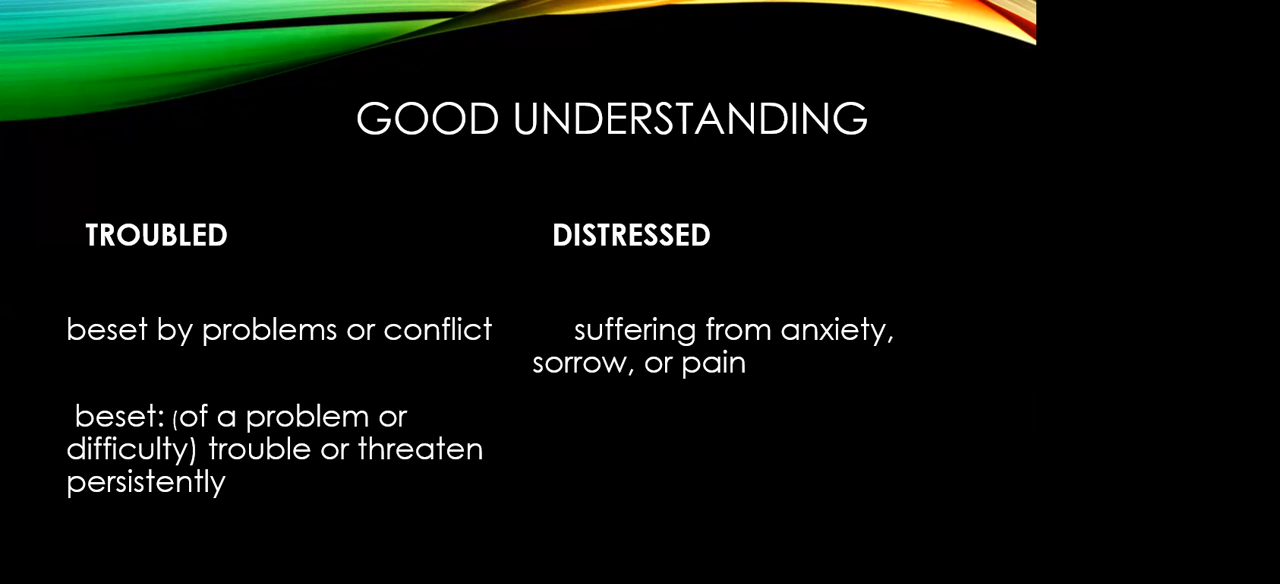 GOOD UNDERSTANDING
TROUBLED
beset by problems or conflict
beset: (of a problem or
difficulty) trouble or threaten
persistently
DISTRESSED
suffering from anxiety,
sorrow, or pain